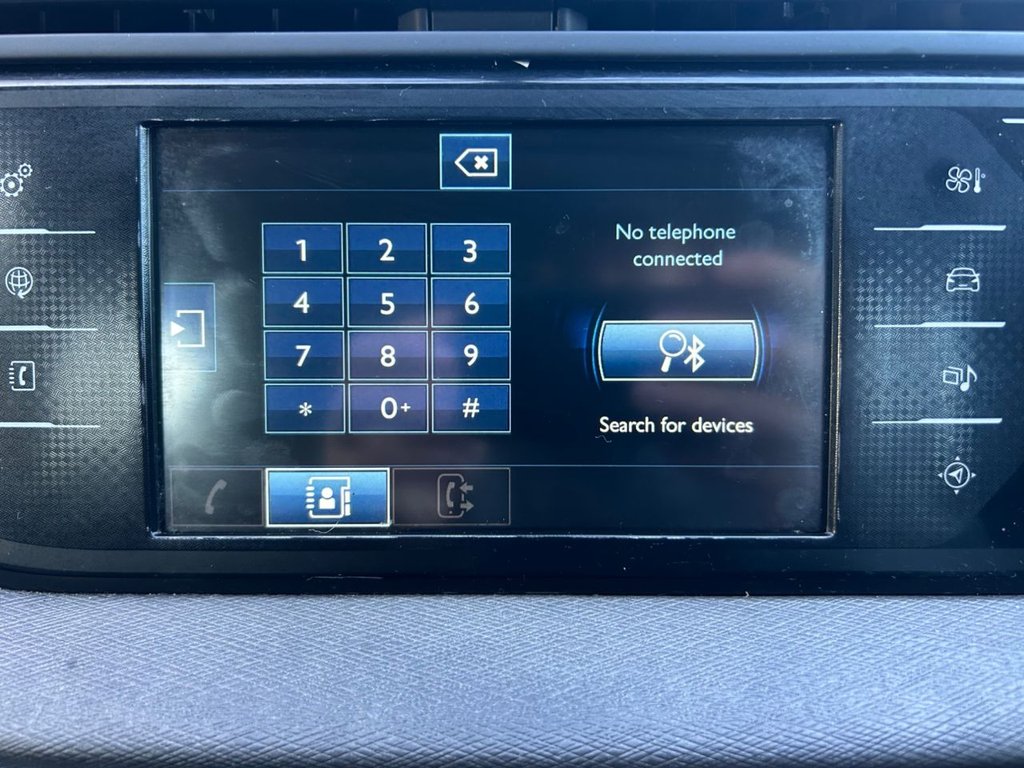 1 2 3
4 5 6
7 8 9
* 0+ #
No telephone
connected
Search for devices